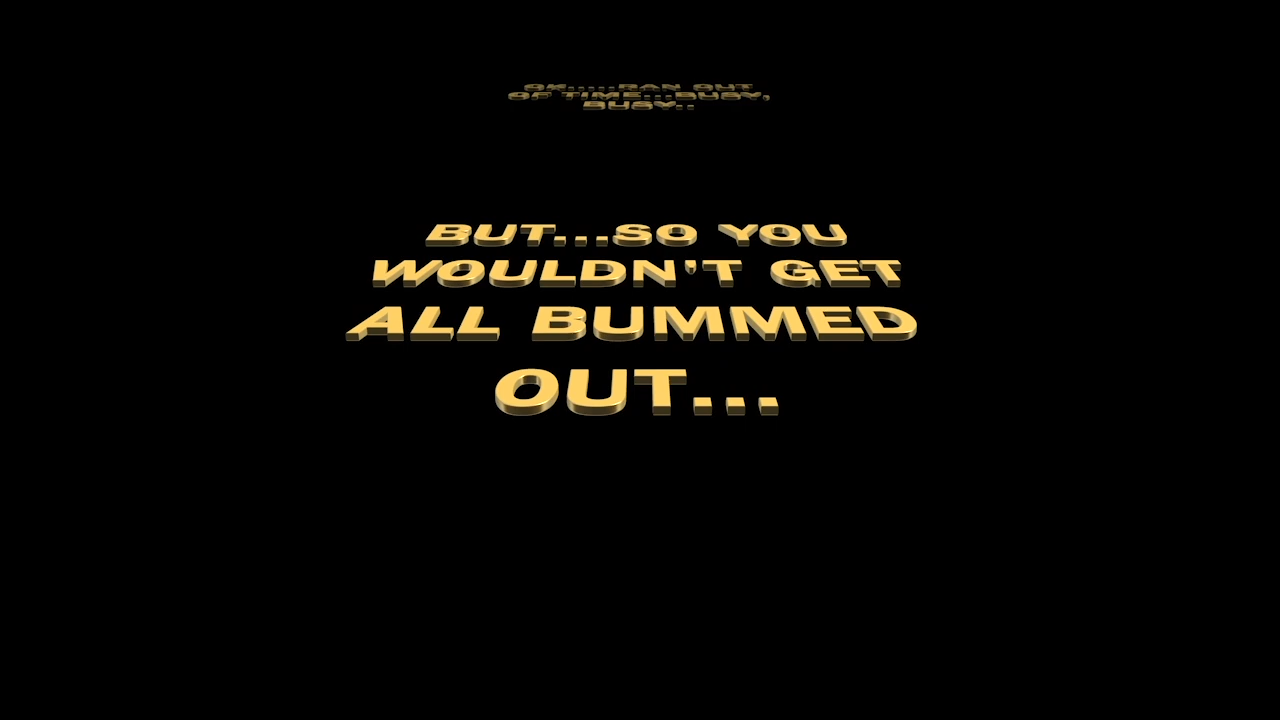 OK.....RAN OUT
OF TIME...BUSY,
BUSY..
BUT...SO YOU
WOULDN'T GET
ALL BUMMED
OUT...